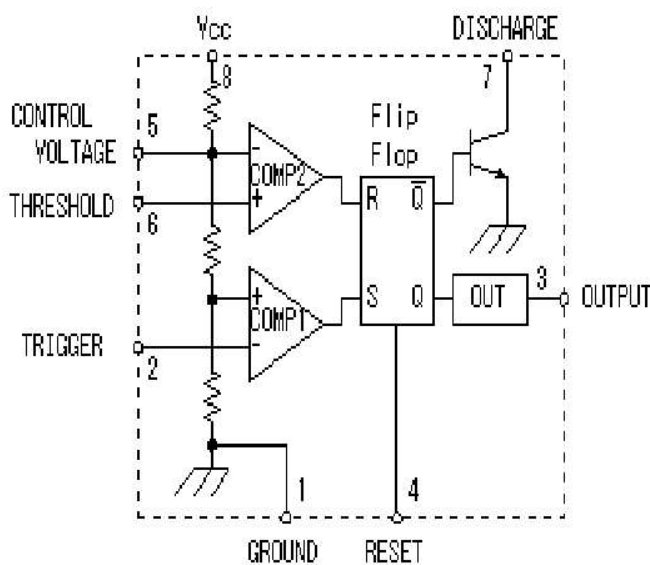 Vcc
DISCHARGE
8
7
CONTROL
VOLTAGE
5
Flip
Flop
-
COMP2
+
THRESHOLD
6
R
Q̅
+
COMP1
-
S
Q
OUT
3
OUTPUT
TRIGGER
2
1
4
GROUND
RESET